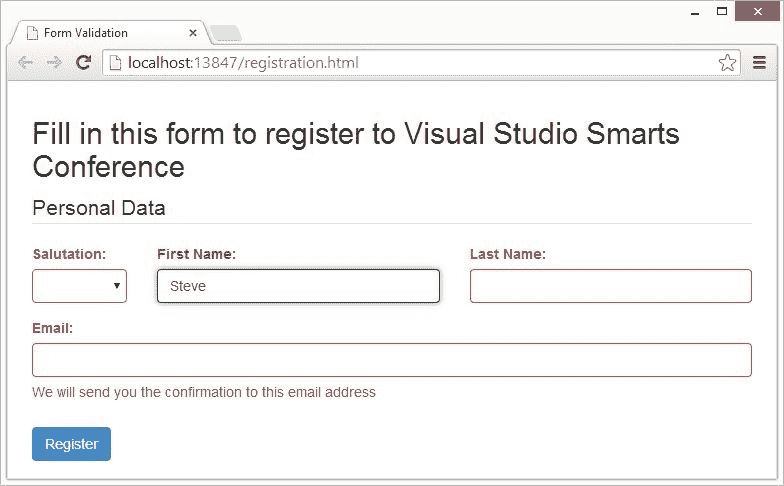 Form Validation
localhost:13847/registration.html
Fill in this form to register to Visual Studio Smarts
Conference
Personal Data
Salutation: First Name: Last Name:
Steve
Email:
We will send you the confirmation to this email address
Register